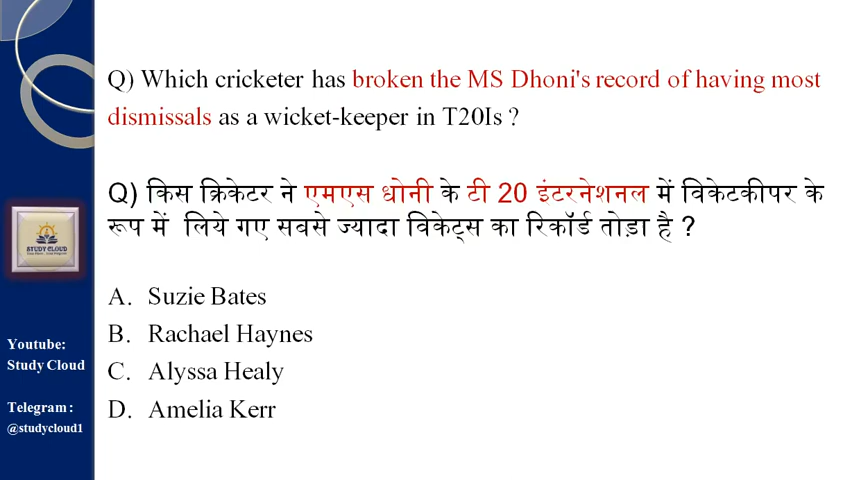 Q) Which cricketer has broken the MS Dhoni's record of having most
dismissals as a wicket-keeper in T20Is ?
Q) किस क्रिकेटर ने एमएस धोनी के टी 20 इंटरनेशनल में विकेटकीपर के
रूप में लिये गए सबसे ज्यादा विकेट्स का रिकॉर्ड तोड़ा है ?
STUDY CLOUD
A. Suzie Bates
B. Rachael Haynes
C. Alyssa Healy
D. Amelia Kerr
Youtube:
Study Cloud
Telegram :
@studycloud1